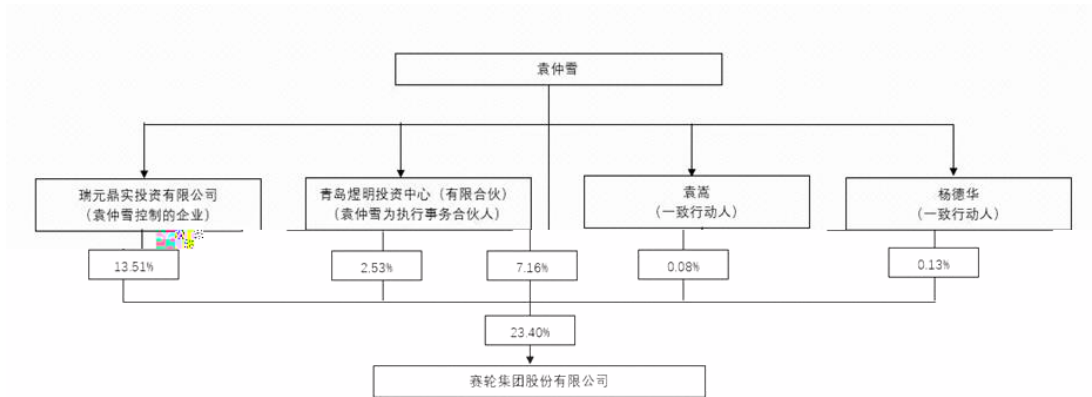 袁仲雪
瑞元鼎实投资有限公司
（袁仲雪控制的企业）
青岛煜明投资中心（有限合伙）
（袁仲雪为执行事务合伙人）
袁嵩
（一致行动人）
杨德华
（一致行动人）
13.51%
2.53%
7.16%
0.08%
0.13%
23.40%
赛轮集团股份有限公司